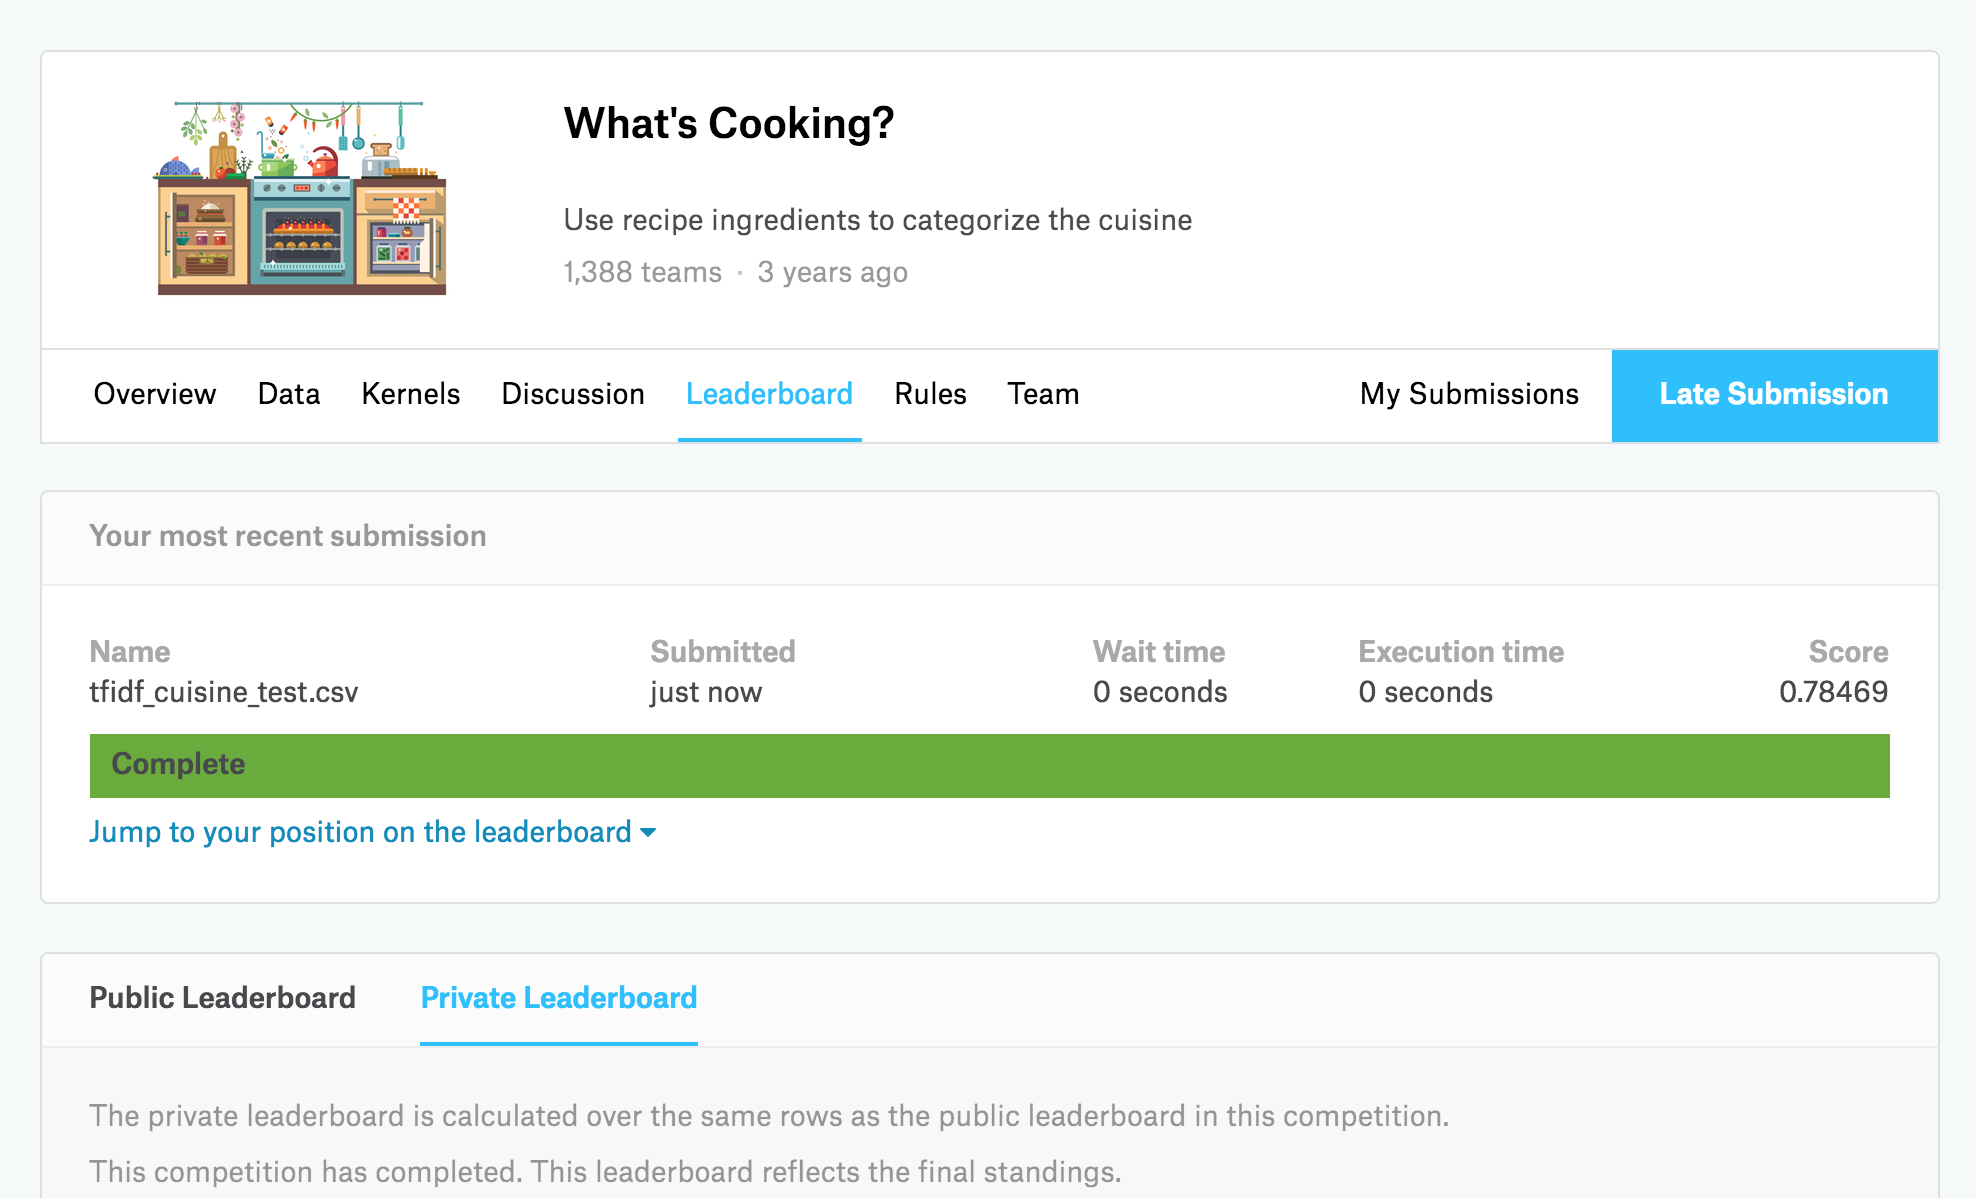 What's Cooking?
Use recipe ingredients to categorize the cuisine
1,388 teams · 3 years ago
Overview Data Kernels Discussion Leaderboard Rules Team My Submissions Late Submission
Your most recent submission
Name Submitted Wait time Execution time Score
tfidf_cuisine_test.csv just now 0 seconds 0 seconds 0.78469
Complete
Jump to your position on the leaderboard
Public Leaderboard Private Leaderboard
The private leaderboard is calculated over the same rows as the public leaderboard in this competition.
This competition has completed. This leaderboard reflects the final standings.